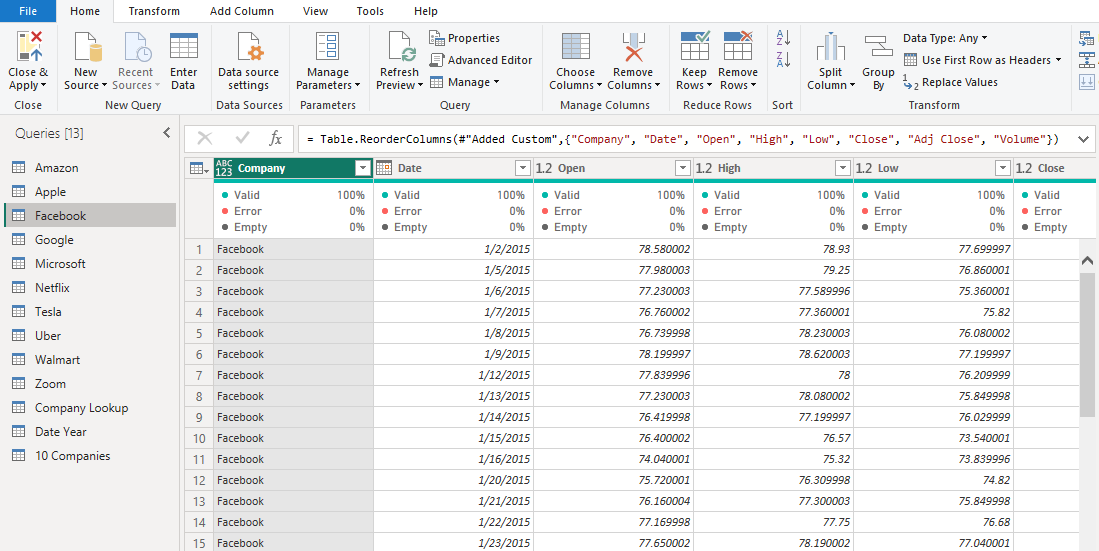 File Home Transform Add Column View Tools Help
Close & Apply New Source Recent Sources Enter Data Data source settings Manage Parameters Refresh Preview Properties Advanced Editor Manage Choose Columns Remove Columns Keep Rows Remove Rows Split Column Group By Data Type: Any Use First Row as Headers Replace Values
Close New Query Data Sources Parameters Query Manage Columns Reduce Rows Sort Transform
Queries [13]
Amazon
Apple
Facebook
Google
Microsoft
Netflix
Tesla
Uber
Walmart
Zoom
Company Lookup
Date Year
10 Companies
fx = Table.ReorderColumns(#"Added Custom",{"Company", "Date", "Open", "High", "Low", "Close", "Adj Close", "Volume"})
ABC 123 Company Date 1.2 Open 1.2 High 1.2 Low 1.2 Close
Valid 100% Valid 100% Valid 100% Valid 100% Valid 100% Valid
Error 0% Error 0% Error 0% Error 0% Error 0% Error
Empty 0% Empty 0% Empty 0% Empty 0% Empty 0% Empty
1 Facebook 1/2/2015 78.580002 78.93 77.699997
2 Facebook 1/5/2015 77.980003 79.25 76.860001
3 Facebook 1/6/2015 77.230003 77.589996 75.360001
4 Facebook 1/7/2015 76.760002 77.360001 75.82
5 Facebook 1/8/2015 76.739998 78.230003 76.080002
6 Facebook 1/9/2015 78.199997 78.620003 77.199997
7 Facebook 1/12/2015 77.839996 78 76.209999
8 Facebook 1/13/2015 77.230003 78.080002 75.849998
9 Facebook 1/14/2015 76.419998 77.199997 76.029999
10 Facebook 1/15/2015 76.400002 76.57 73.540001
11 Facebook 1/16/2015 74.040001 75.32 73.839996
12 Facebook 1/20/2015 75.720001 76.309998 74.82
13 Facebook 1/21/2015 76.160004 77.300003 75.849998
14 Facebook 1/22/2015 77.169998 77.75 76.68
15 Facebook 1/23/2015 77.650002 78.190002 77.040001